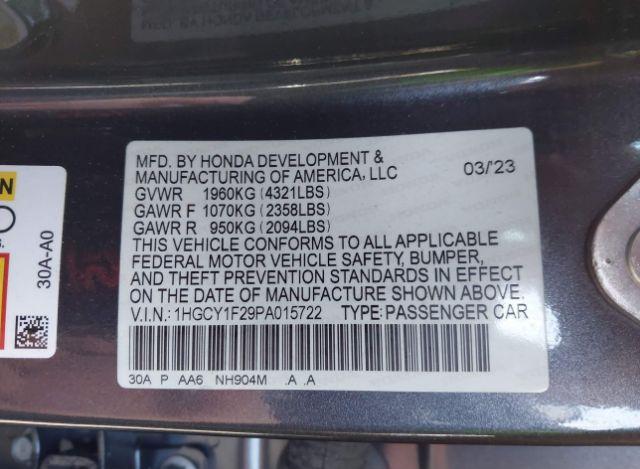 MFD. BY HONDA DEVELOPMENT &
MANUFACTURING OF AMERICA, LLC 03/23
GVWR 1960KG (4321LBS)
GAWR F 1070KG (2358LBS)
GAWR R 950KG (2094LBS)
THIS VEHICLE CONFORMS TO ALL APPLICABLE
FEDERAL MOTOR VEHICLE SAFETY, BUMPER,
AND THEFT PREVENTION STANDARDS IN EFFECT
ON THE DATE OF MANUFACTURE SHOWN ABOVE.
V.I.N.: 1HGCY1F29PA015722 TYPE: PASSENGER CAR
30A P AA6 NH904M .A .A
30A-A0